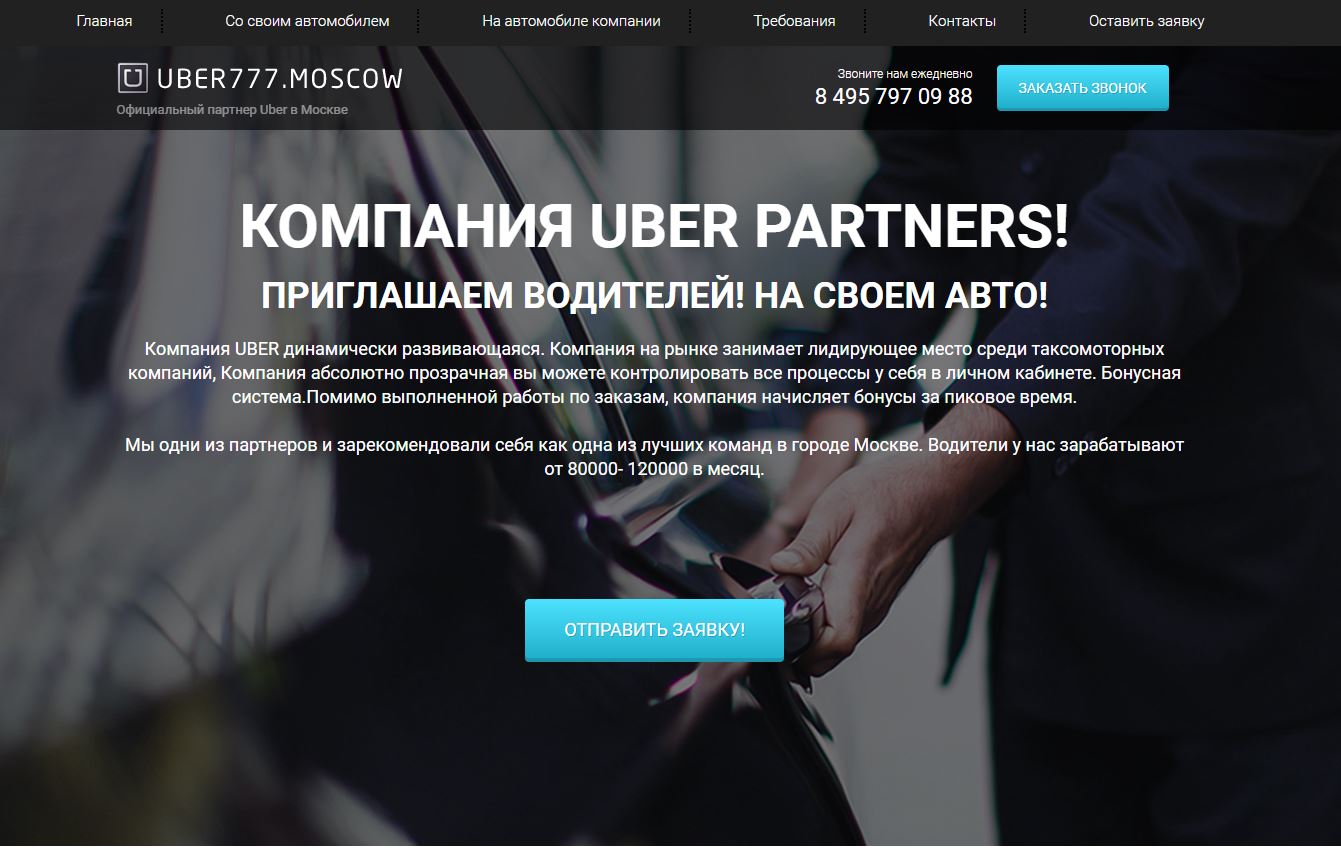 Главная
Со своим автомобилем
На автомобиле компании
Требования
Контакты
Оставить заявку
UBER777.MOSCOW
Официальный партнер Uber в Москве
Звоните нам ежедневно
8 495 797 09 88
ЗАКАЗАТЬ ЗВОНОК
КОМПАНИЯ UBER PARTNERS!
ПРИГЛАШАЕМ ВОДИТЕЛЕЙ! НА СВОЕМ АВТО!
Компания UBER динамически развивающаяся. Компания на рынке занимает лидирующее место среди таксомоторных
компаний, Компания абсолютно прозрачная вы можете контролировать все процессы у себя в личном кабинете. Бонусная
система.Помимо выполненной работы по заказам, компания начисляет бонусы за пиковое время.
Мы одни из партнеров и зарекомендовали себя как одна из лучших команд в городе Москве. Водители у нас зарабатывают
от 80000- 120000 в месяц.
ОТПРАВИТЬ ЗАЯВКУ!